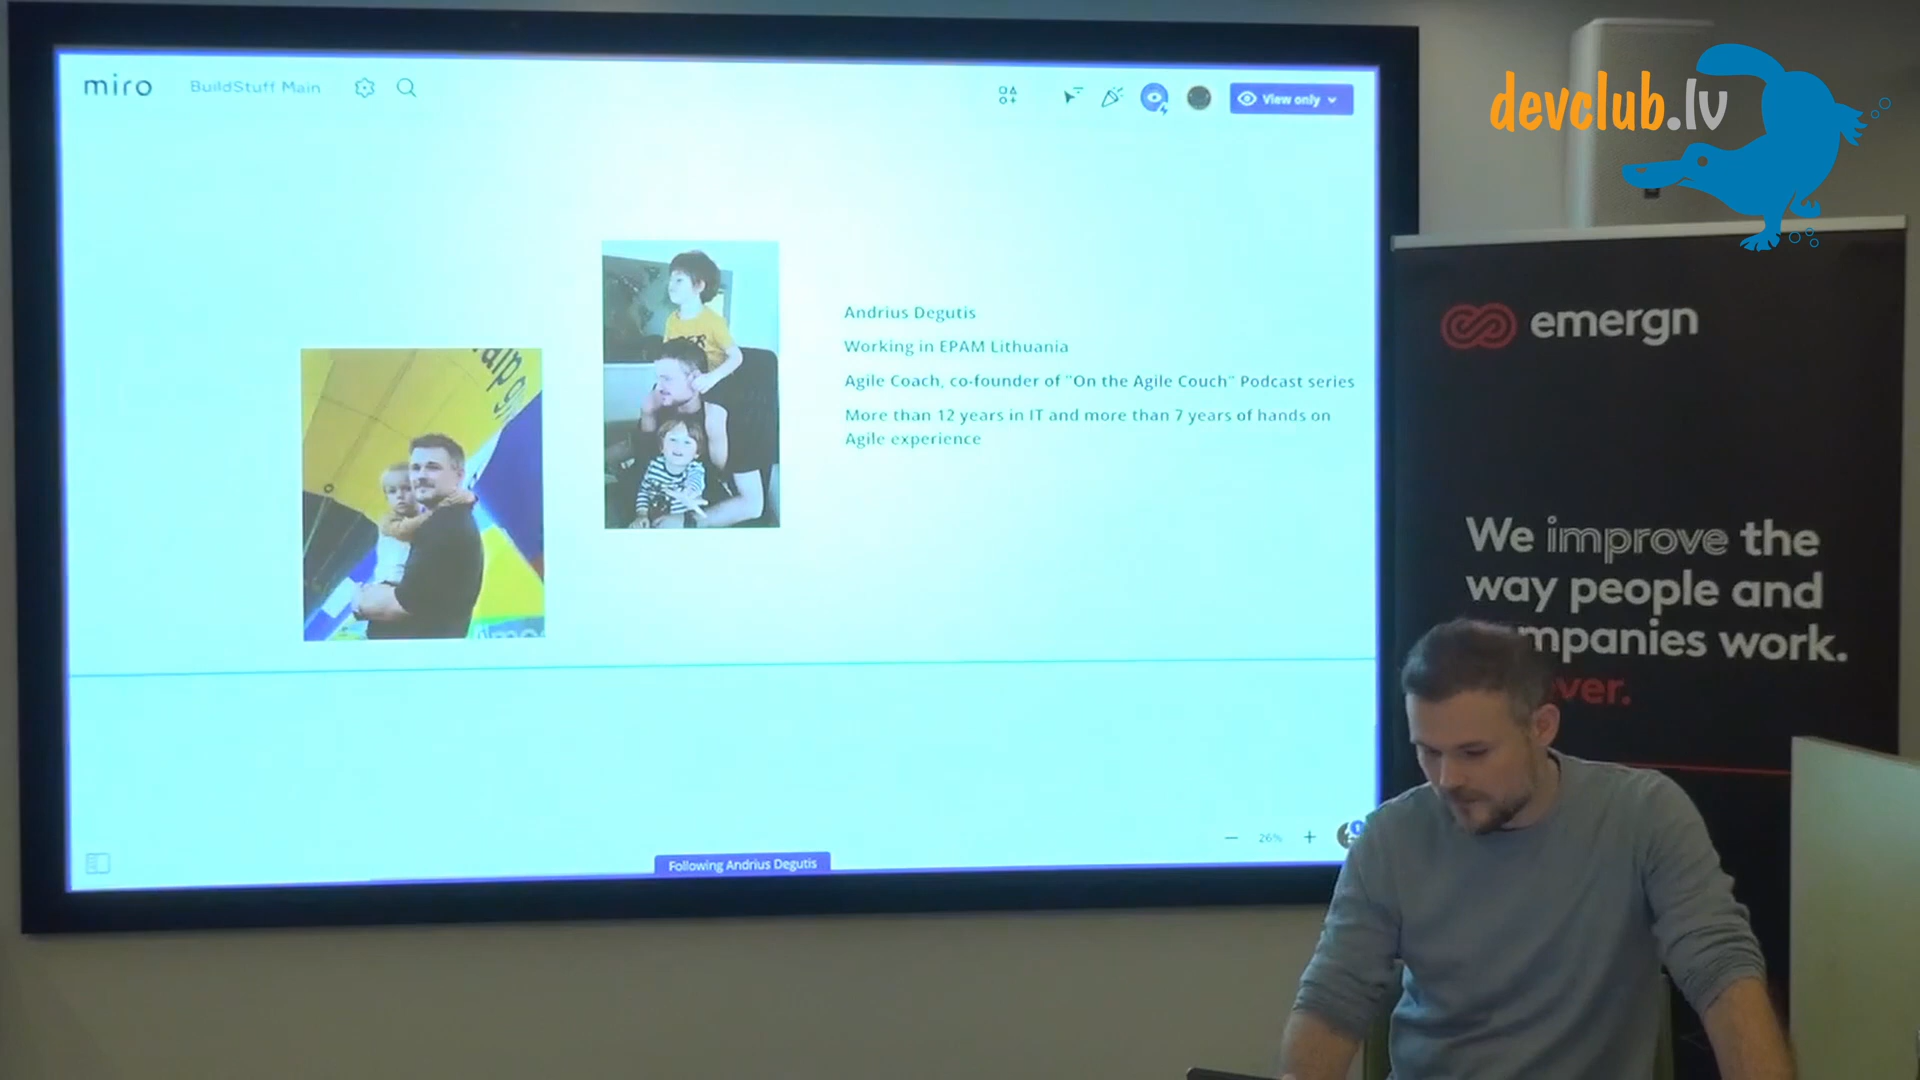 miro
BuildStuff Main
View only
Andrius Degutis
Working in EPAM Lithuania
Agile Coach, co-founder of "On the Agile Couch" Podcast series
More than 12 years in IT and more than 7 years of hands on
Agile experience
26%
Following Andrius Degutis
devclub.lv
emergn
We improve the
way people and
mpanies work.
ver.